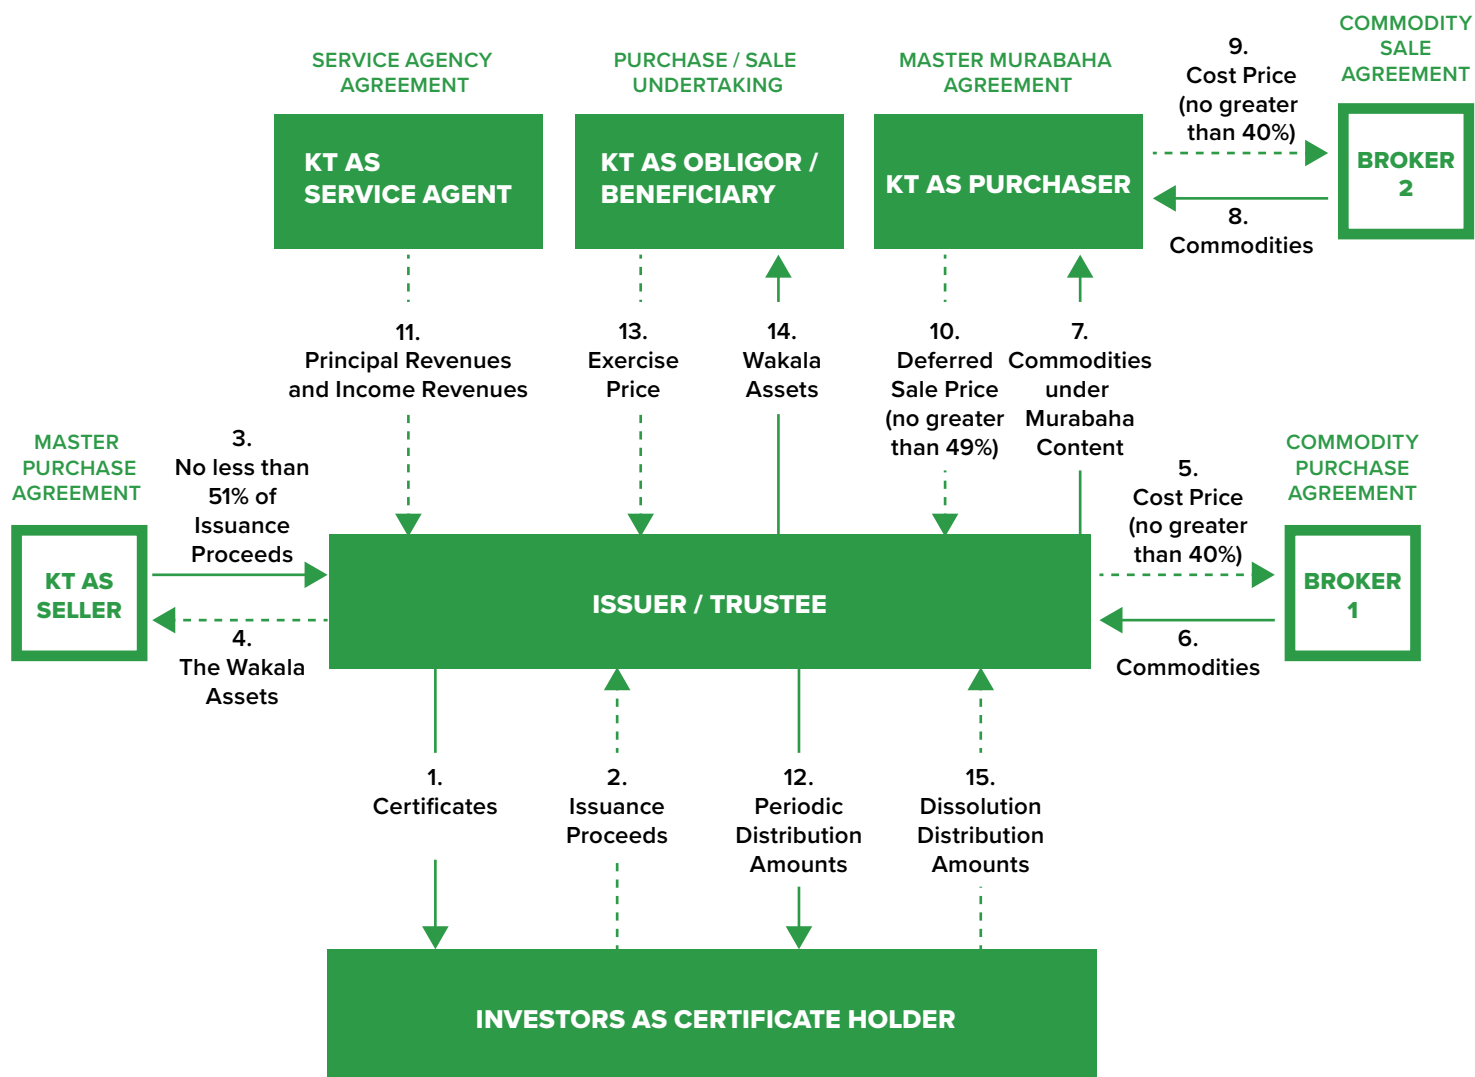 SERVICE AGENCY
AGREEMENT
PURCHASE / SALE
UNDERTAKING
MASTER MURABAHA
AGREEMENT
9.
Cost Price
(no greater
than 40%)
COMMODITY
SALE
AGREEMENT
KT AS
SERVICE AGENT
KT AS OBLIGOR /
BENEFICIARY
KT AS PURCHASER
BROKER
2
8.
Commodities
11.
Principal Revenues
and Income Revenues
13.
Exercise
Price
14.
Wakala
Assets
10.
Deferred
Sale Price
(no greater
than 49%)
7.
Commodities
under
Murabaha
Content
MASTER
PURCHASE
AGREEMENT
3.
No less than
51% of
Issuance
Proceeds
5.
Cost Price
(no greater
than 40%)
COMMODITY
PURCHASE
AGREEMENT
KT AS
SELLER
ISSUER / TRUSTEE
BROKER
1
4.
The Wakala
Assets
6.
Commodities
1.
Certificates
2.
Issuance
Proceeds
12.
Periodic
Distribution
Amounts
15.
Dissolution
Distribution
Amounts
INVESTORS AS CERTIFICATE HOLDER